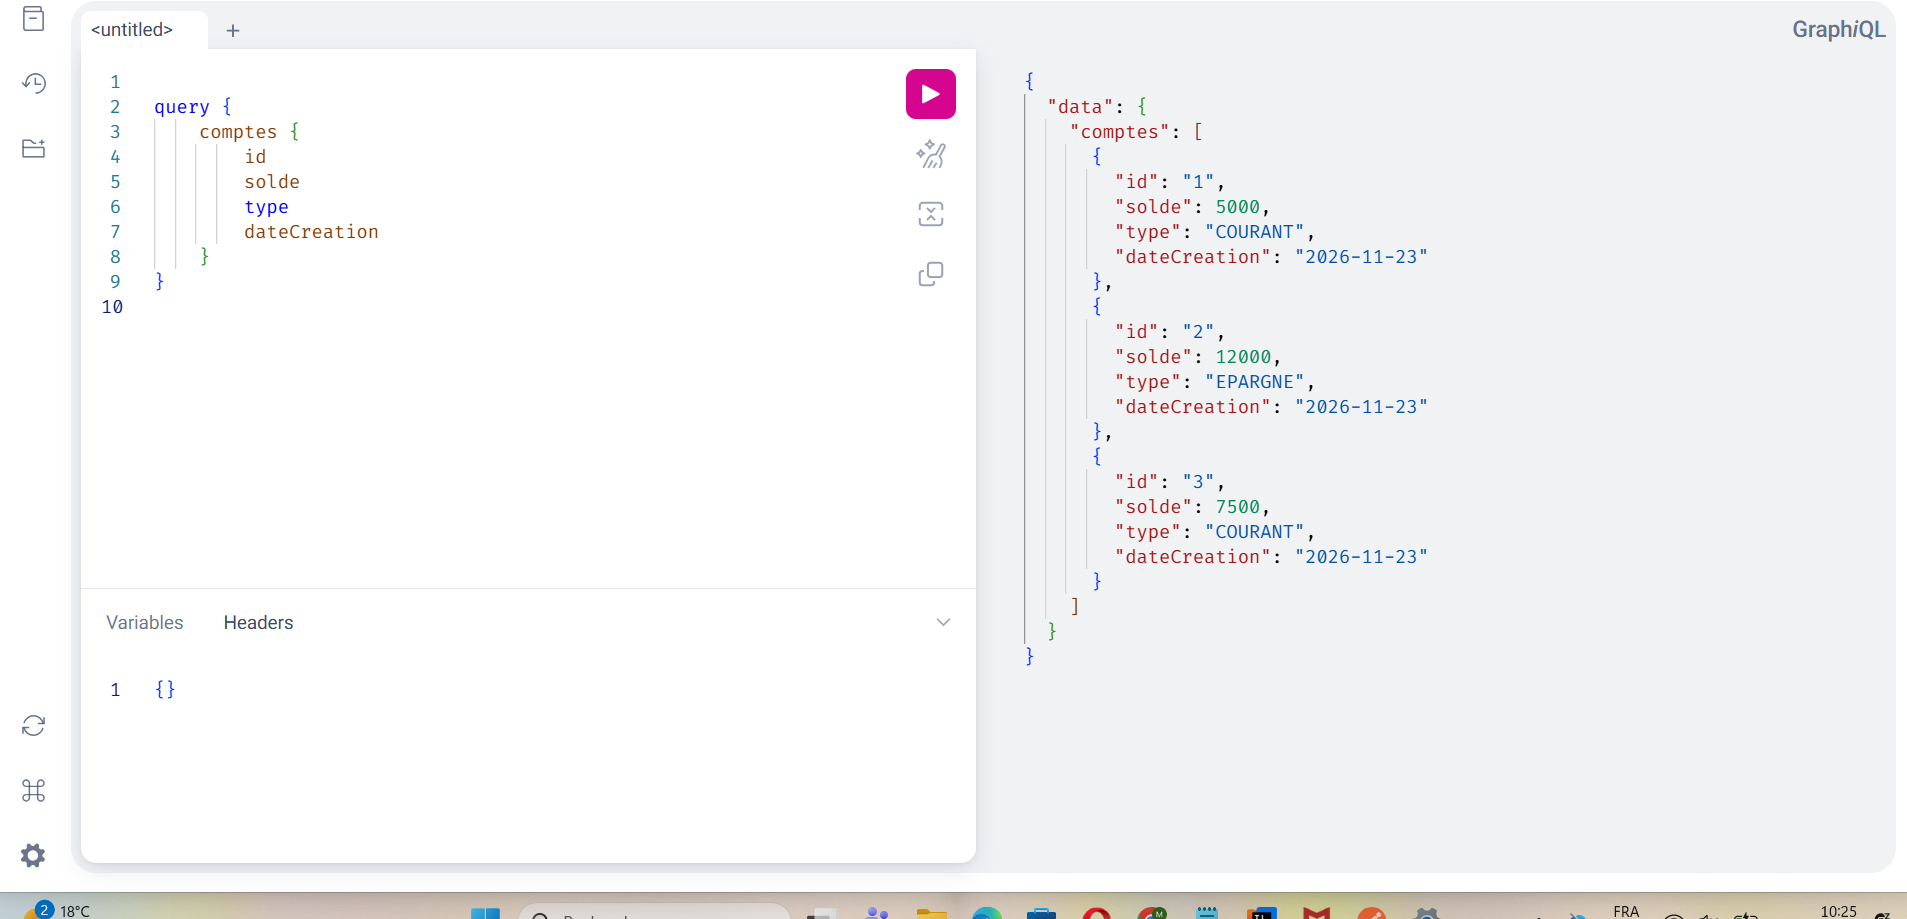 <untitled>
+
GraphiQL
1
2 query {
3 comptes {
4 id
5 solde
6 type
7 dateCreation
8 }
9 }
10
{
"data": {
"comptes": [
{
"id": "1",
"solde": 5000,
"type": "COURANT",
"dateCreation": "2026-11-23"
},
{
"id": "2",
"solde": 12000,
"type": "EPARGNE",
"dateCreation": "2026-11-23"
},
{
"id": "3",
"solde": 7500,
"type": "COURANT",
"dateCreation": "2026-11-23"
}
]
}
}
Variables Headers
1 {}
2 18°C
M
FRA
10:25